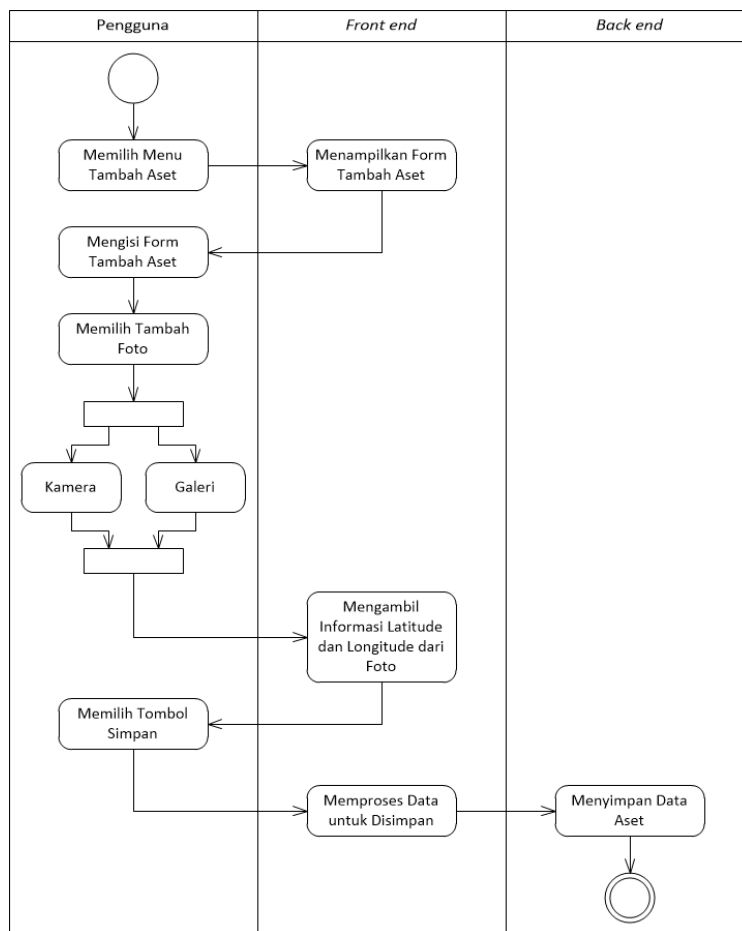 Pengguna
Front end
Back end
Memilih Menu
Tambah Aset
Menampilkan Form
Tambah Aset
Mengisi Form
Tambah Aset
Memilih Tambah
Foto
Kamera
Galeri
Mengambil
Informasi Latitude
dan Longitude dari
Foto
Memilih Tombol
Simpan
Memproses Data
untuk Disimpan
Menyimpan Data
Aset